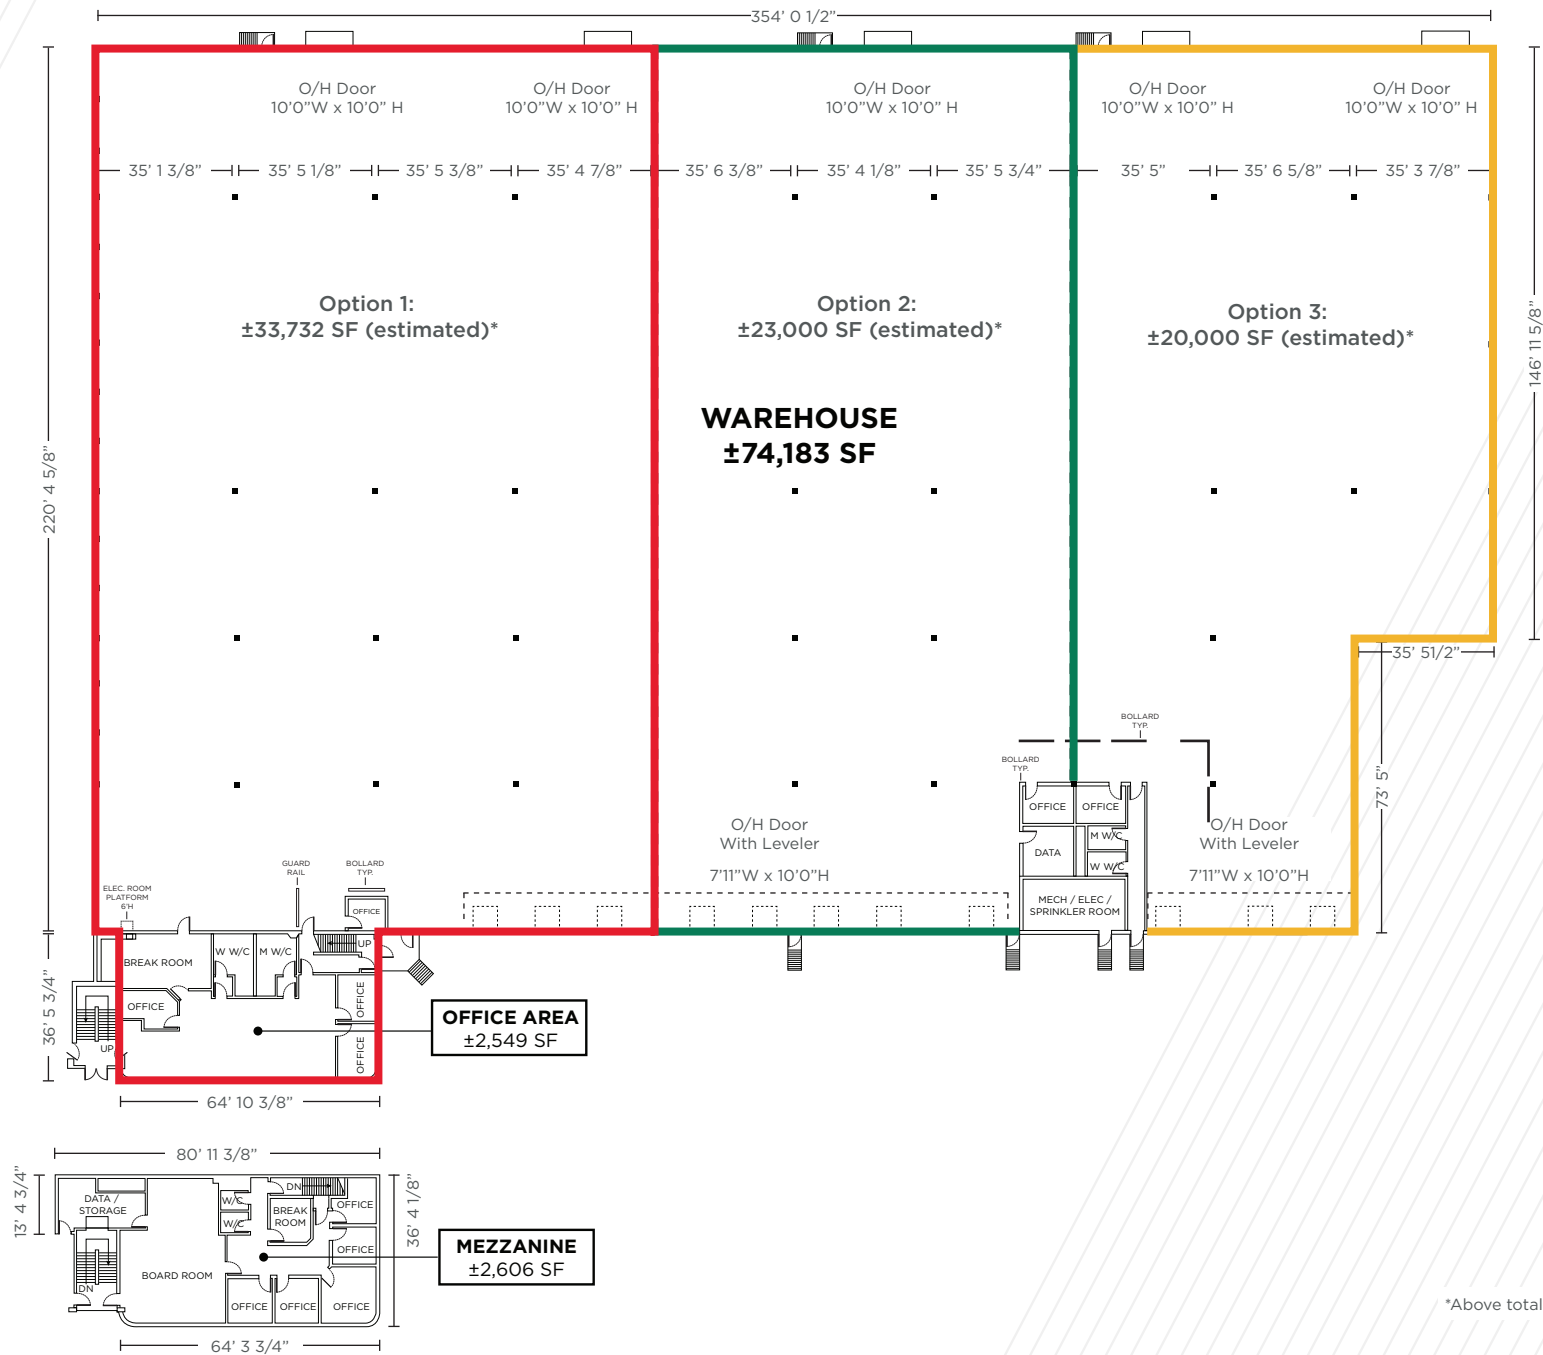 354' 0 1/2"
O/H Door
10'0"W x 10'0" H
O/H Door
10'0"W x 10'0" H
O/H Door
10'0"W x 10'0" H
O/H Door
10'0"W x 10'0" H
O/H Door
10'0"W x 10'0" H
35' 1 3/8"
35' 5 1/8"
35' 5 3/8"
35' 4 7/8"
35' 6 3/8"
35' 4 1/8"
35' 5 3/4"
35' 5"
35' 6 5/8"
35' 3 7/8"
Option 1:
±33,732 SF (estimated)*
Option 2:
±23,000 SF (estimated)*
Option 3:
±20,000 SF (estimated)*
146' 11 5/8"
WAREHOUSE
±74,183 SF
220' 4 5/8"
35' 51/2"
BOLLARD
TYP.
BOLLARD
TYP.
73' 5"
OFFICE
OFFICE
O/H Door
With Leveler
7'11"W x 10'0"H
O/H Door
With Leveler
7'11"W x 10'0"H
M W/C
DATA
W W/C
MECH / ELEC /
SPRINKLER ROOM
GUARD
RAIL
BOLLARD
TYP.
ELEC. ROOM
PLATFORM
6'H
OFFICE
UP
BREAK ROOM
W W/C
M W/C
36' 5 3/4"
OFFICE
OFFICE
OFFICE
UP
OFFICE AREA
±2,549 SF
64' 10 3/8"
80' 11 3/8"
13' 4 3/4"
DATA /
STORAGE
W/C
W/C
DN
BREAK
ROOM
OFFICE
36' 4 1/8"
OFFICE
BOARD ROOM
DN
OFFICE
OFFICE
OFFICE
MEZZANINE
±2,606 SF
64' 3 3/4"
*Above total